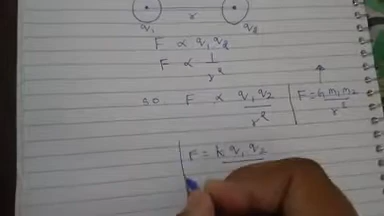 r
q₁ q₂
F ∝ q₁ q₂
F ∝ 1/r²
so F ∝ q₁ q₂/r² F = G m₁ m₂/r²
F = k q₁ q₂